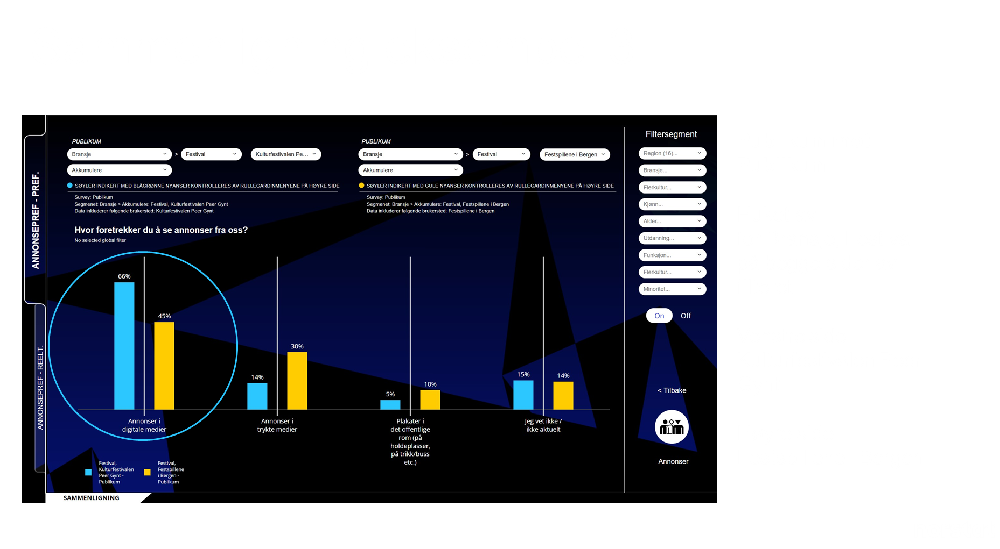 ANNONSEPREF - PREF.
ANNONSEPREF - REELT.
PUBLIKUM
Bransje > Festival Kulturfestivalen Pe...
Akkumulere
SØYLER INDIKERT MED BLÅGRØNNE NYANSER KONTROLLERES AV RULLEGARDINMENYENE PÅ HØYRE SIDE
Survey: Publikum
Segmenet: Bransje > Akkumulere: Festival, Kulturfestivalen Peer Gynt
Data inkluderer følgende brukersted: Kulturfestivalen Peer Gynt
PUBLIKUM
Bransje > Festival Festspillene i Bergen
Akkumulere
SØYLER INDIKERT MED GULE NYANSER KONTROLLERES AV RULLEGARDINMENYENE PÅ HØYRE SIDE
Survey: Publikum
Segmenet: Bransje > Akkumulere: Festival, Festspillene i Bergen
Data inkluderer følgende brukersted: Festspillene i Bergen
Hvor foretrekker du å se annonser fra oss?
No selected global filter
66%
45%
14%
30%
5%
10%
15%
14%
Annonser i
digitale medier
Annonser i
trykte medier
Plakater i
det offentlige
rom (på
holdeplasser,
på trikk/buss
etc.)
Jeg vet ikke /
ikke aktuelt
Festival,
Kulturfestivalen
Peer Gynt -
Publikum
Festival,
Festspillene
i Bergen -
Publikum
SAMMENLIGNING
Filtersegment
Region (16)...
Bransje...
Flerkultur...
Kjønn...
Alder...
Utdanning...
Funksjon...
Flerkultur...
Minoritet...
On Off
< Tilbake
Annonser